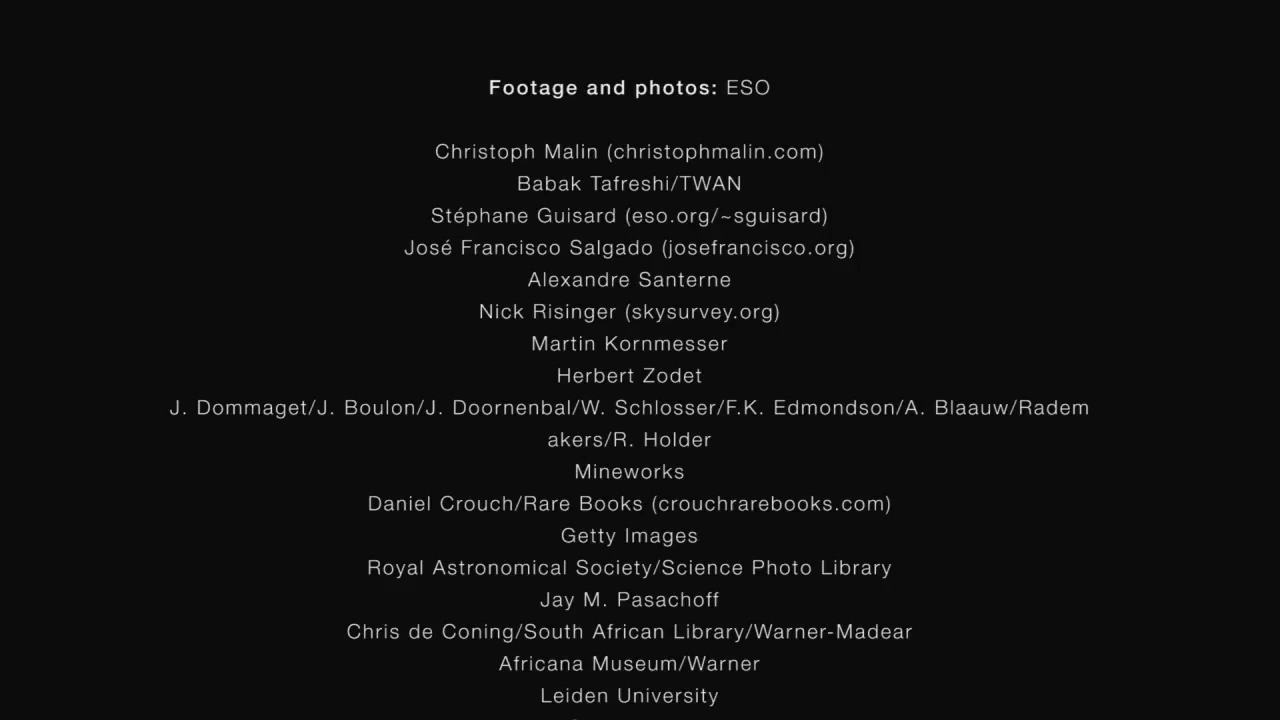 Footage and photos: ESO
Christoph Malin (christophmalin.com)
Babak Tafreshi/TWAN
Stéphane Guisard (eso.org/~sguisard)
José Francisco Salgado (josefrancisco.org)
Alexandre Santerne
Nick Risinger (skysurvey.org)
Martin Kornmesser
Herbert Zodet
J. Dommaget/J. Boulon/J. Doornenbal/W. Schlosser/F.K. Edmondson/A. Blaauw/Radem
akers/R. Holder
Mineworks
Daniel Crouch/Rare Books (crouchrarebooks.com)
Getty Images
Royal Astronomical Society/Science Photo Library
Jay M. Pasachoff
Chris de Coning/South African Library/Warner-Madear
Africana Museum/Warner
Leiden University